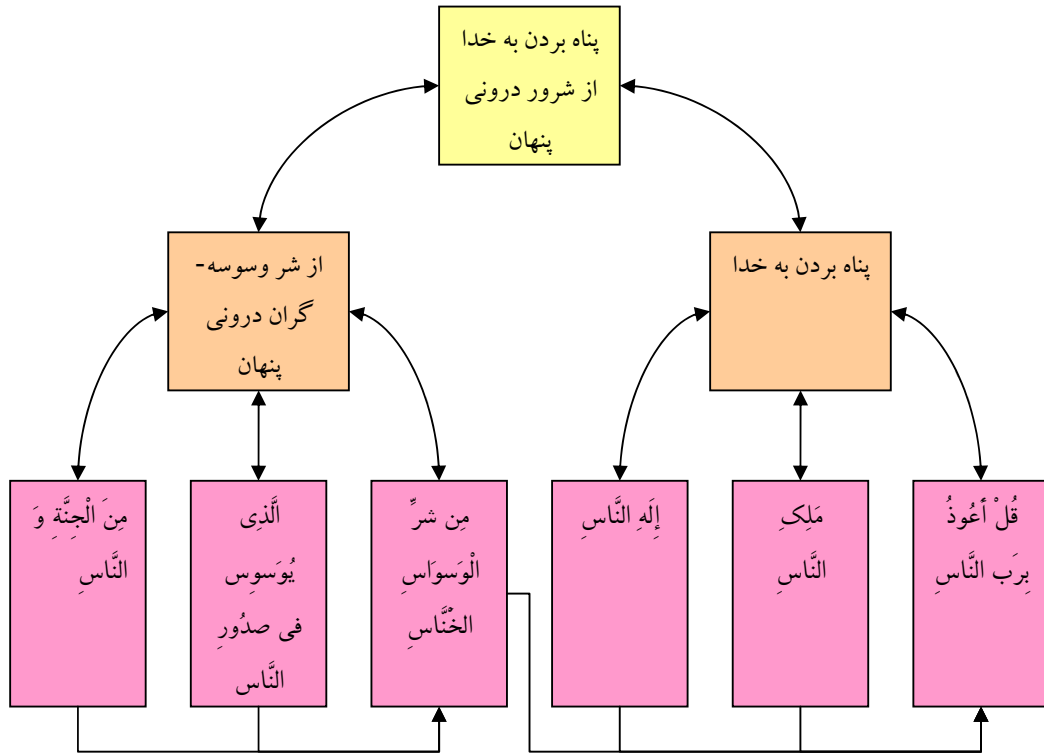 پناه بردن به خدا
از شرور درونی
پنهان
پناه بردن به خدا
از شر وسوسه-
گران درونی
پنهان
قُلْ أَعُوذُ
بِرَب النَّاسِ
مَلِکِ
النَّاسِ
إِلَهِ النَّاسِ
مِن شرِّ
الْوَسوَاسِ
الخَْنَّاسِ
الَّذِی
یُوَسوِس
فی صدُورِ
النَّاس
مِنَ الْجِنَّةِ وَ
النَّاسِ